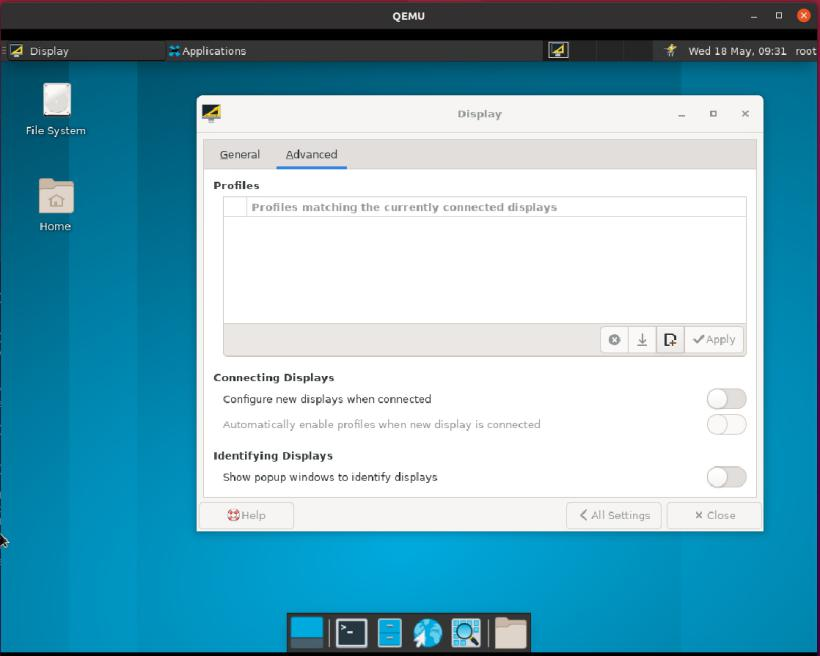 QEMU
Display
Applications
Wed 18 May, 09:31 root
File System
Home
Display
General
Advanced
Profiles
Profiles matching the currently connected displays
Apply
Connecting Displays
Configure new displays when connected
Automatically enable profiles when new display is connected
Identifying Displays
Show popup windows to identify displays
Help
All Settings
Close